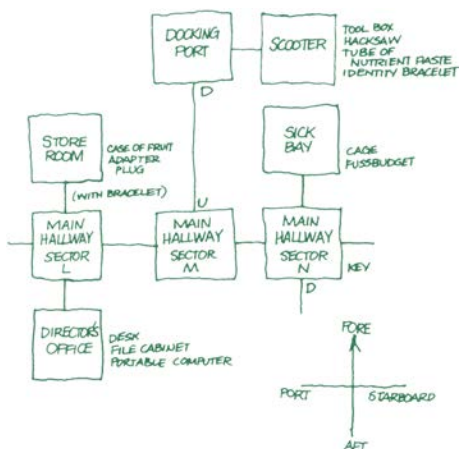 DOCKING
PORT
SCOOTER
TOOL BOX
HACKSAW
TUBE OF
NUTRIENT PASTE
IDENTITY BRACELET
D
STORE
ROOM
CASE OF FRUIT
ADAPTER
PLUG
(WITH BRACELET)
SICK
BAY
CAGE
FUSSBUDGET
U
MAIN
HALLWAY
SECTOR
L
MAIN
HALLWAY
SECTOR
M
MAIN
HALLWAY
SECTOR
N
KEY
D
DIRECTOR'S
OFFICE
DESK
FILE CABINET
PORTABLE COMPUTER
FORE
PORT
STARBOARD
AFT